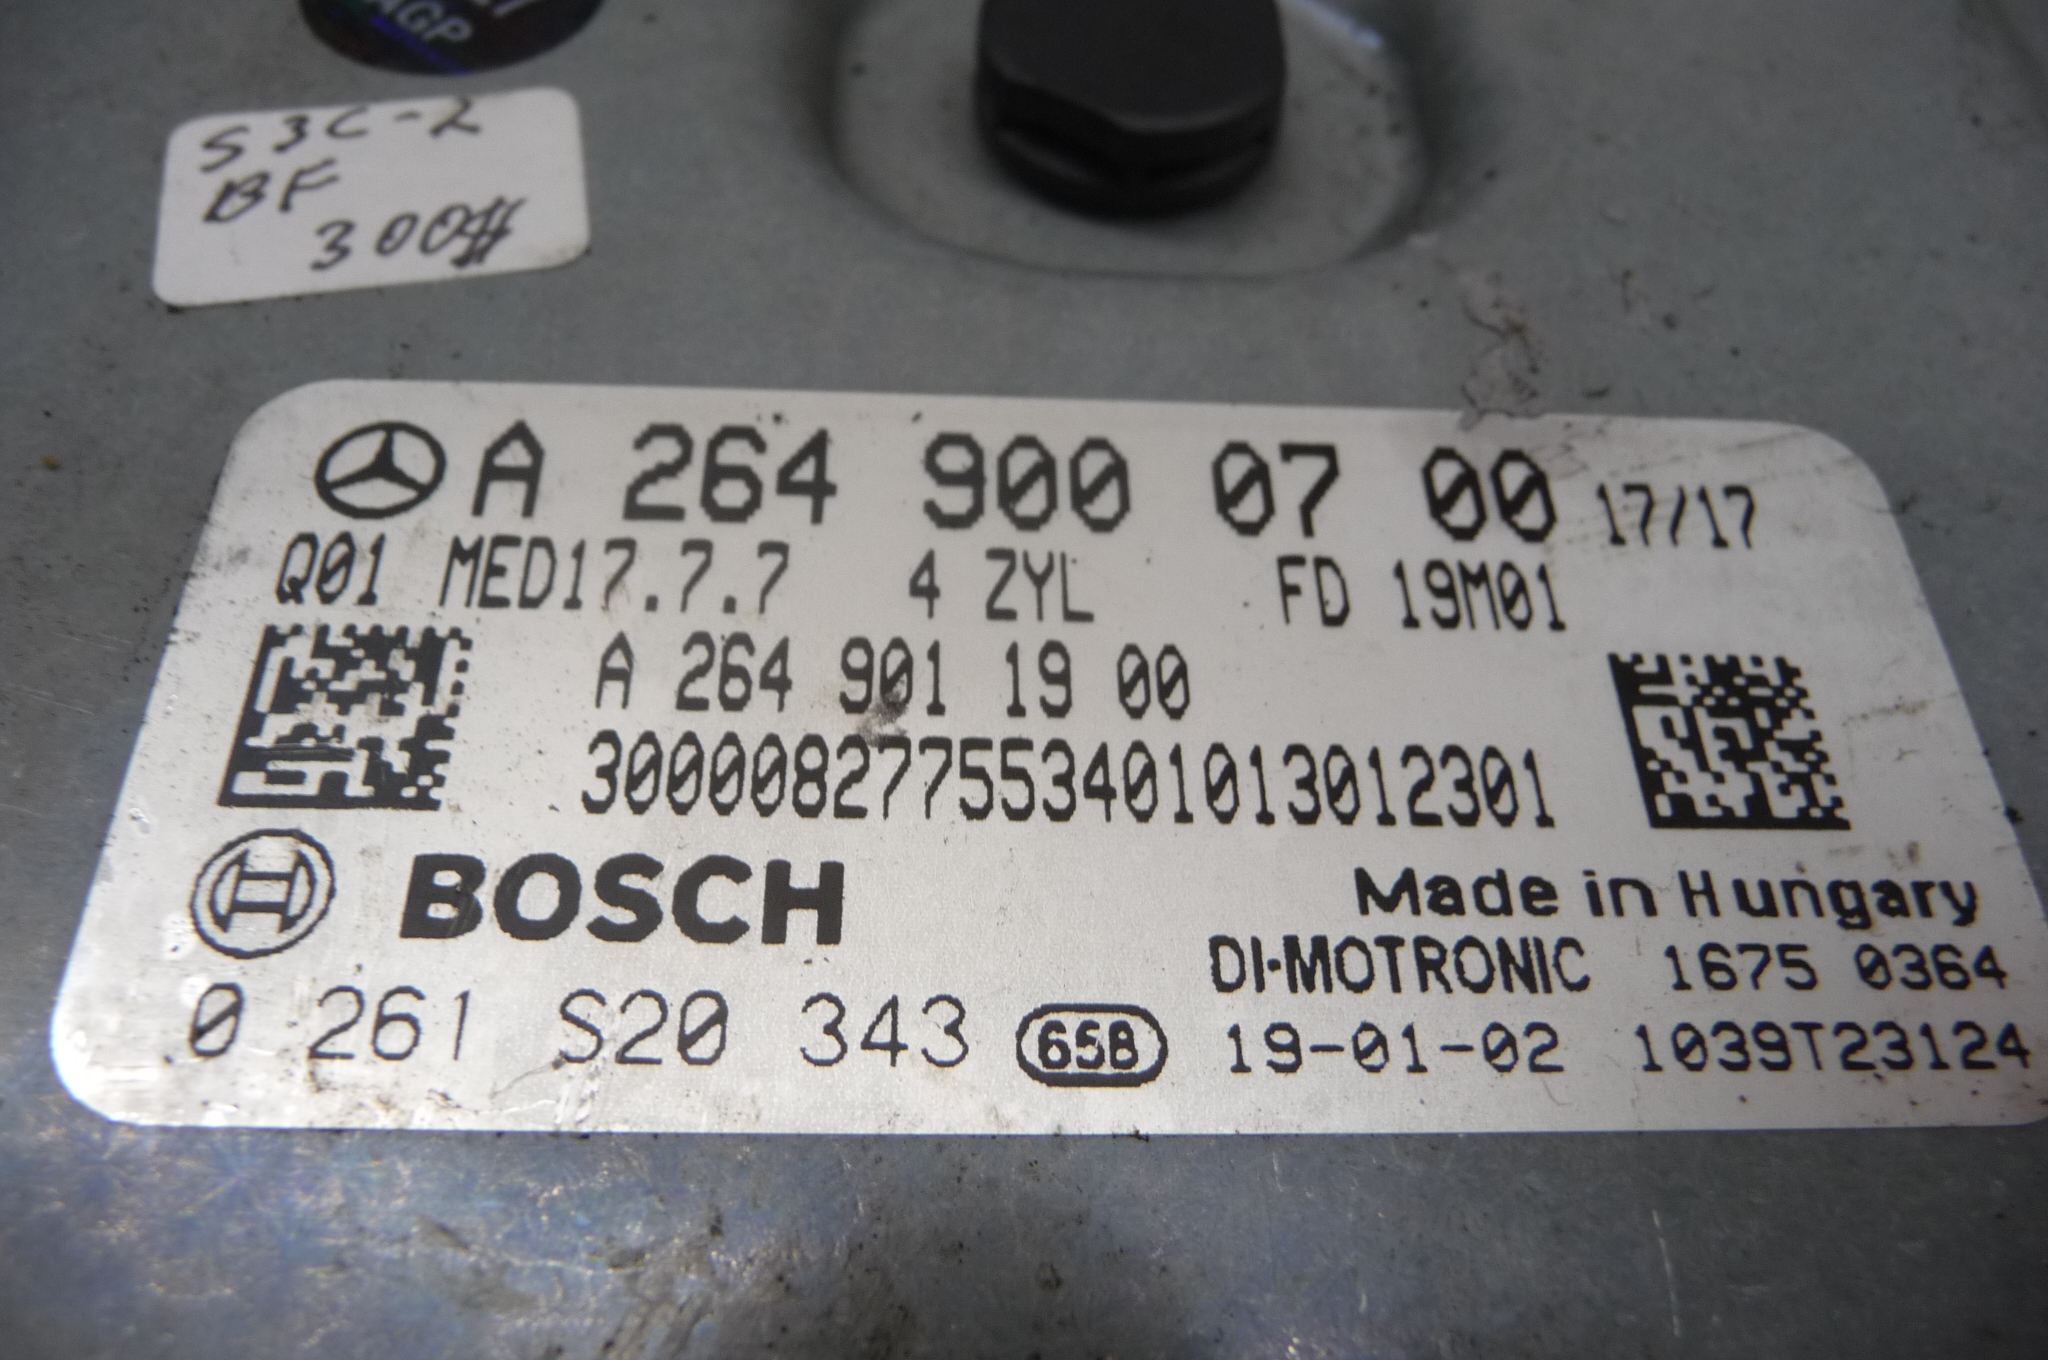 AGP
S3C-2
BF
300#
A 264 900 07 00 17/17
Q01 MED17.7.7 4 ZYL FD 19M01
A 264 901 19 00
300008277553401013012301
BOSCH
Made in Hungary
DI-MOTRONIC 1675 0364
0 261 S20 343 658 19-01-02 1039T23124